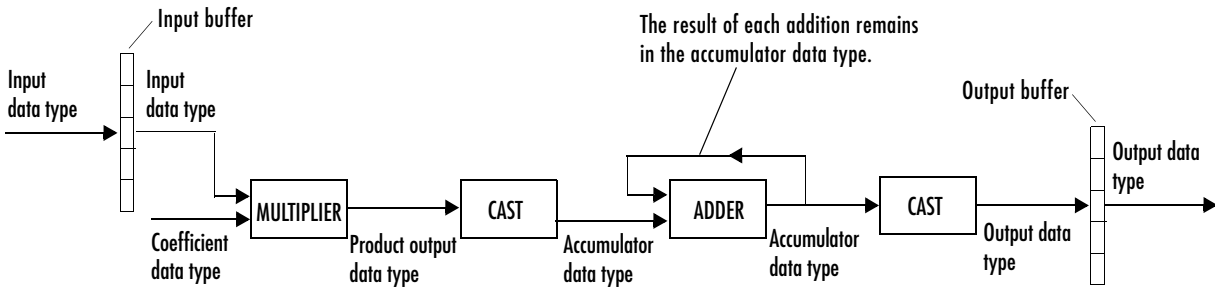 Input buffer
The result of each addition remains
in the accumulator data type.
Input
data type
Input
data type
Output buffer
Output data
type
MULTIPLIER
CAST
ADDER
CAST
Coefficient
data type
Product output
data type
Accumulator
data type
Accumulator
data type
Output data
type